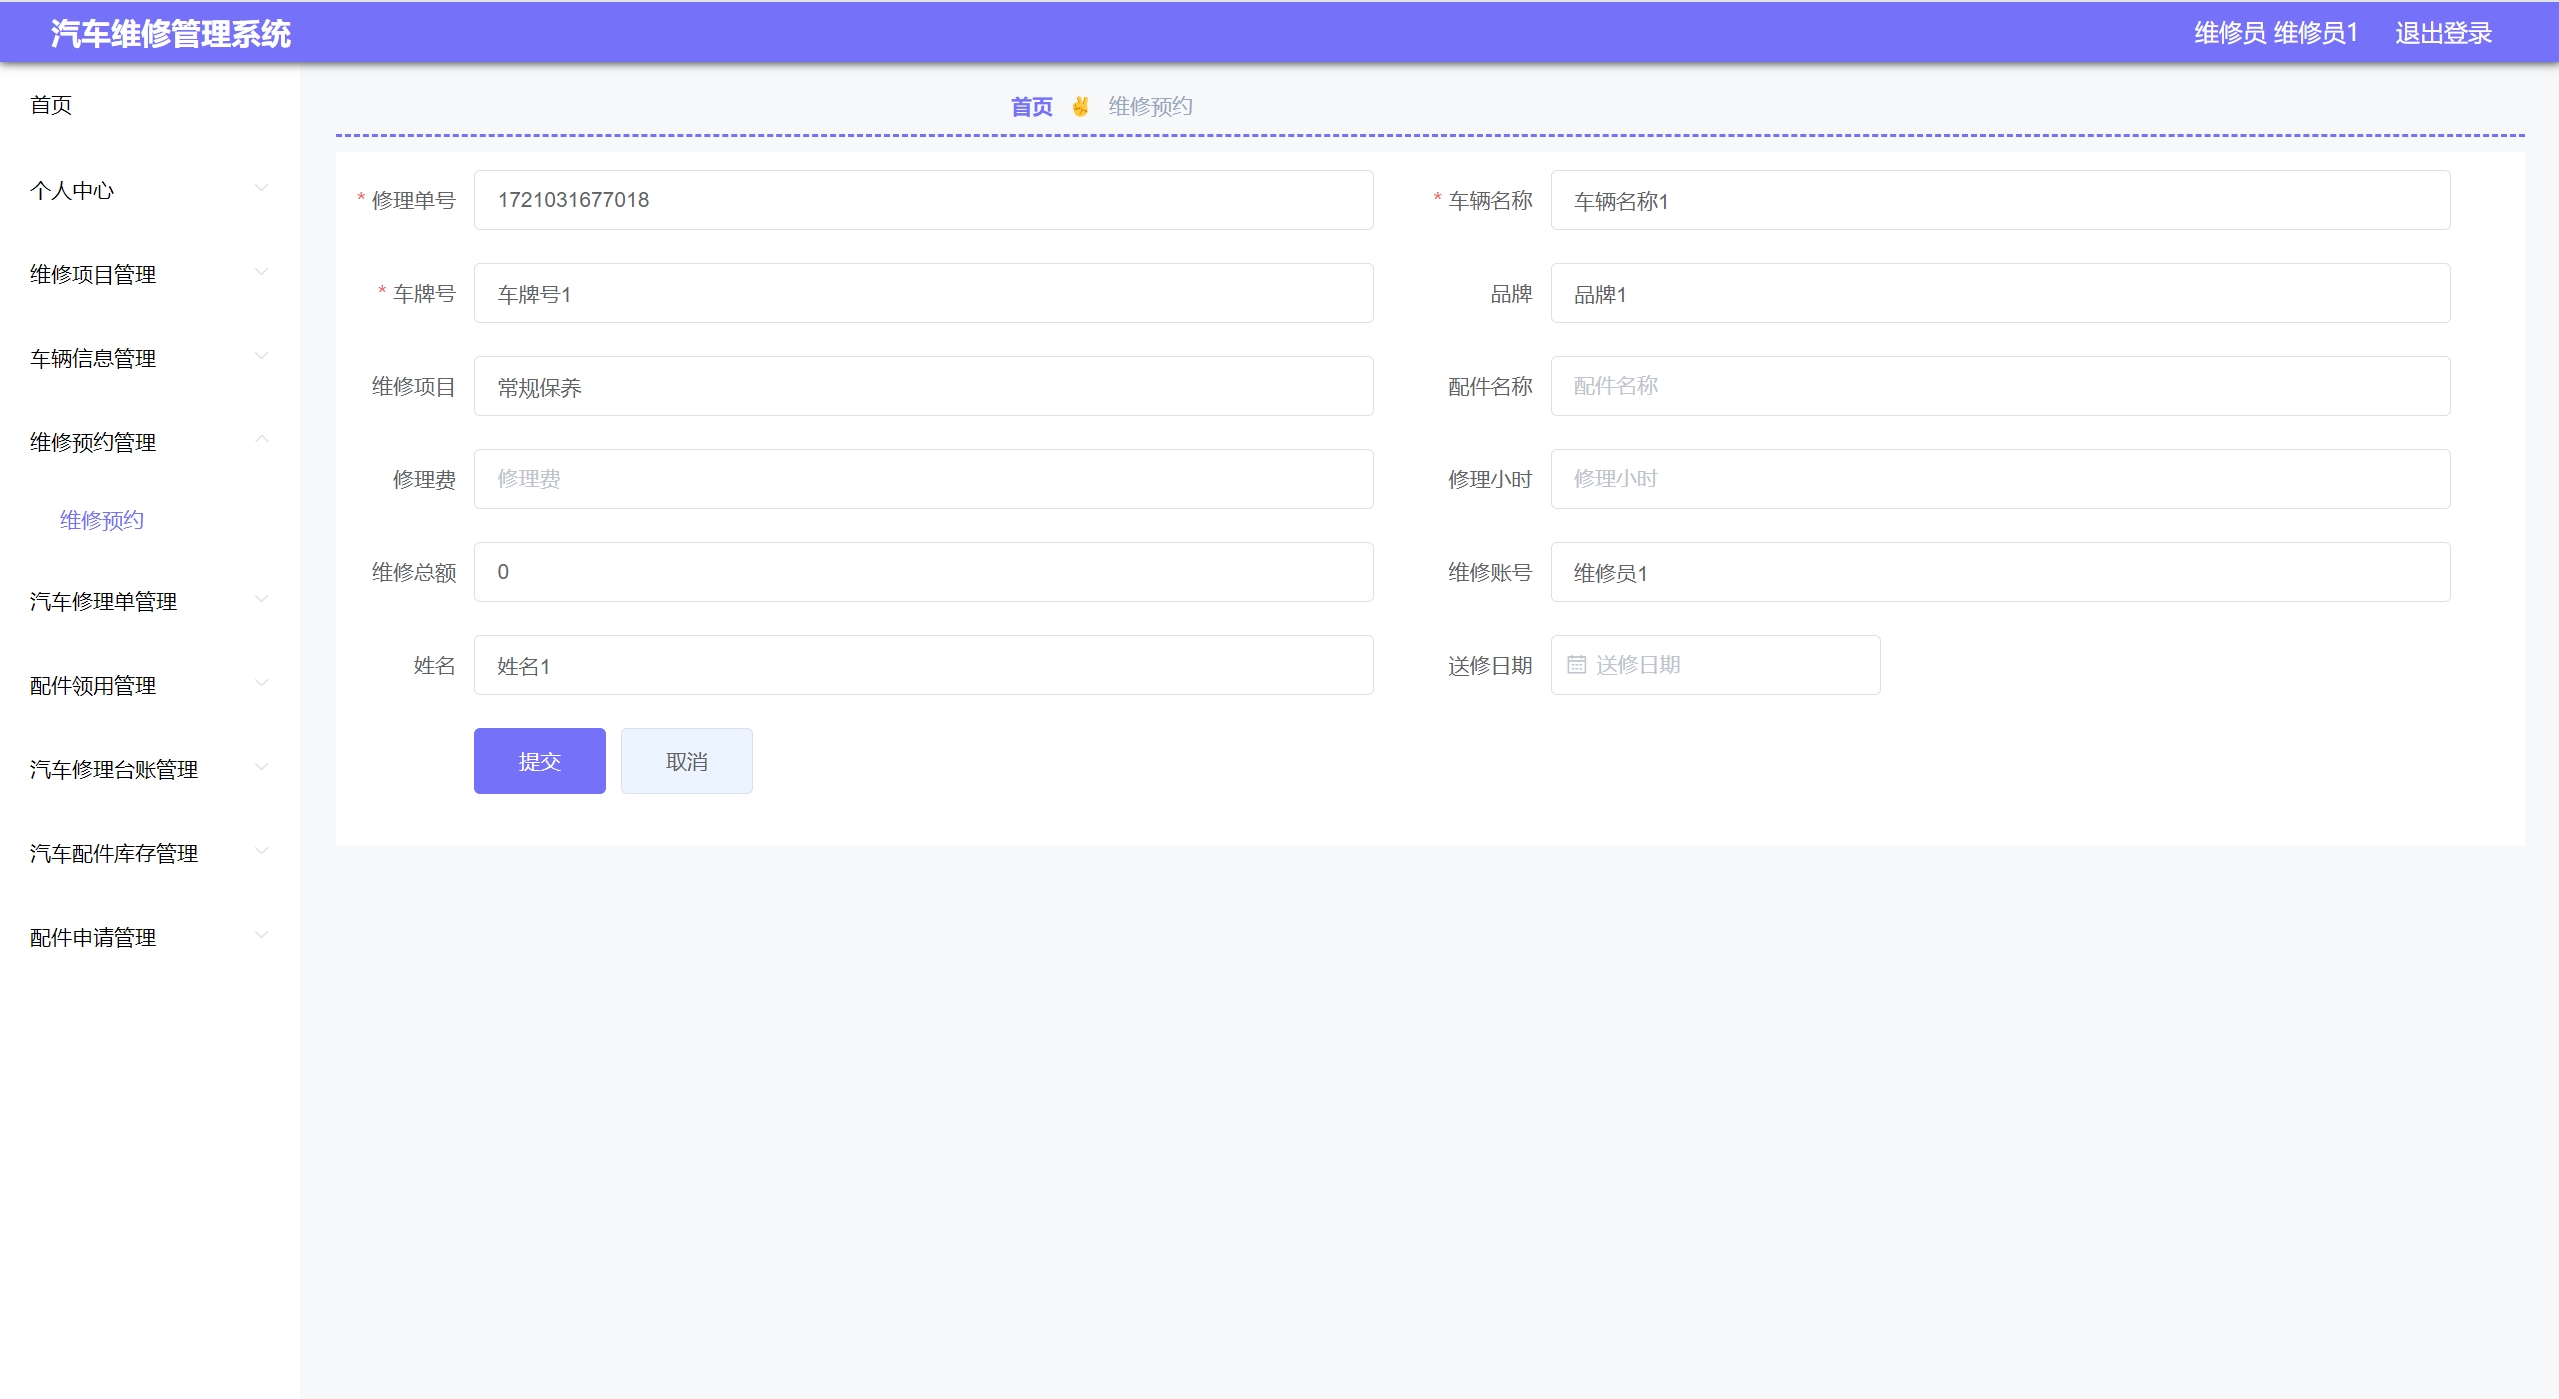 汽车维修管理系统
维修员 维修员1 退出登录
首页
个人中心
维修项目管理
车辆信息管理
维修预约管理
维修预约
汽车修理单管理
配件领用管理
汽车修理台账管理
汽车配件库存管理
配件申请管理
首页 ✌ 维修预约
* 修理单号 1721031677018
* 车辆名称 车辆名称1
* 车牌号 车牌号1
品牌 品牌1
维修项目 常规保养
配件名称 配件名称
修理费 修理费
修理小时 修理小时
维修总额 0
维修账号 维修员1
姓名 姓名1
送修日期 送修日期
提交 取消